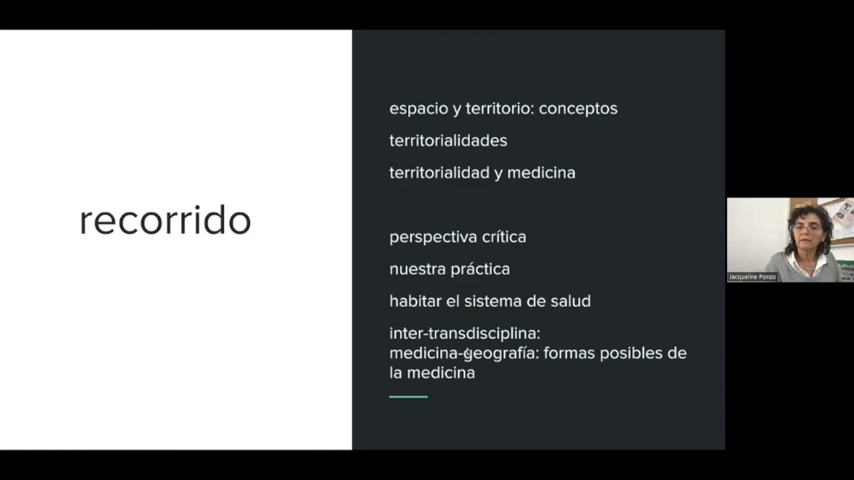 recorrido
espacio y territorio: conceptos
territorialidades
territorialidad y medicina
perspectiva crítica
nuestra práctica
habitar el sistema de salud
inter-transdisciplina:
medicina-geografía: formas posibles de
la medicina
Jacqueline Ponzo